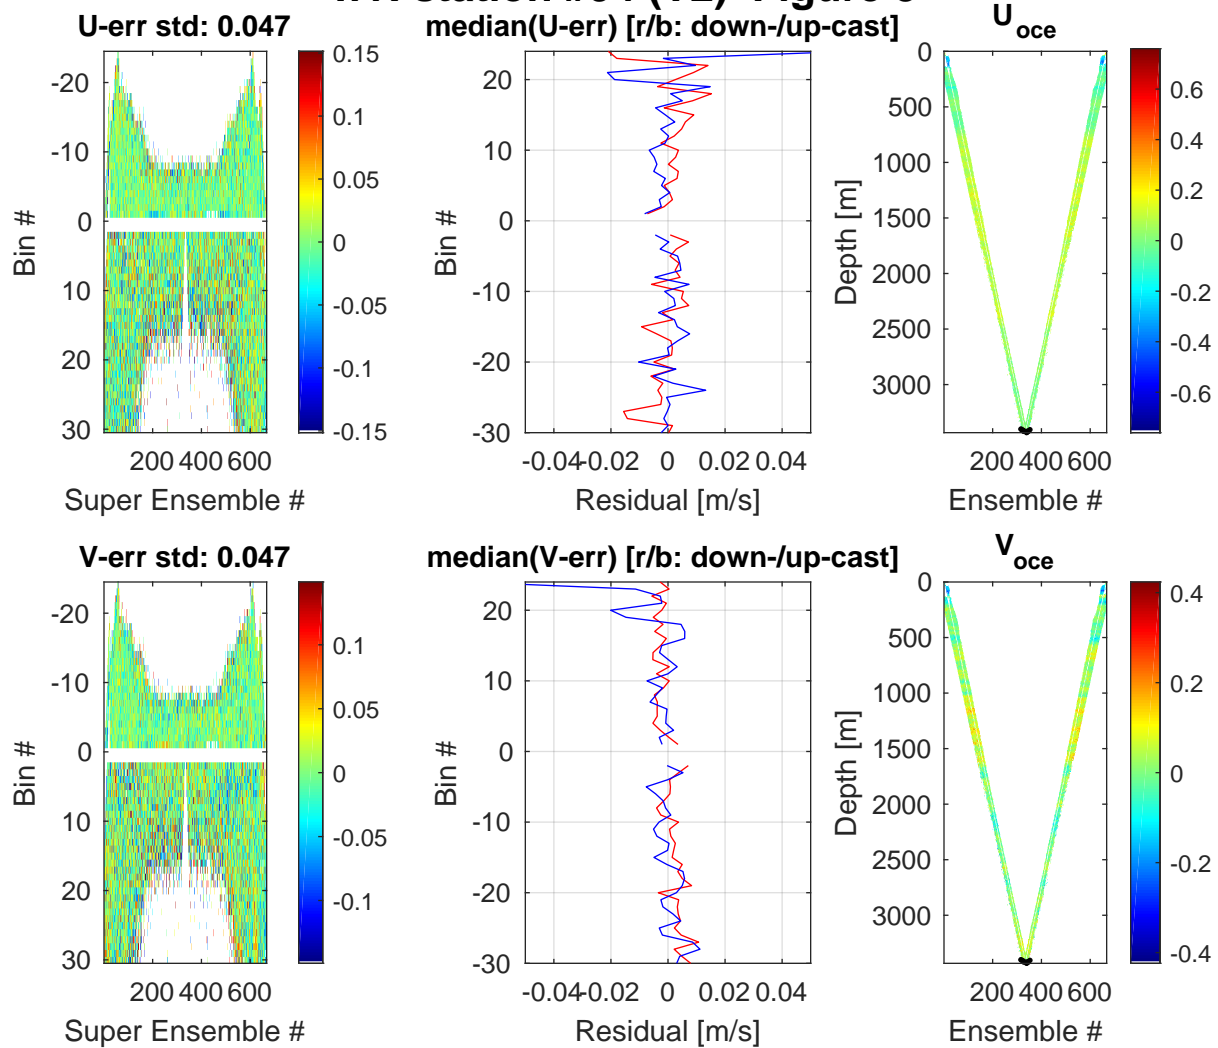 U-err std: 0.047
median(U-err) [r/b: down-/up-cast]
U_oce
-20
-10
0
10
20
30
Bin #
200 400 600
Super Ensemble #
0.15
0.1
0.05
0
-0.05
-0.1
-0.15
20
10
0
-10
-20
-30
Bin #
-0.04 -0.02 0 0.02 0.04
Residual [m/s]
0
500
1000
1500
2000
2500
3000
Depth [m]
200 400 600
Ensemble #
0.6
0.4
0.2
0
-0.2
-0.4
-0.6
V-err std: 0.047
median(V-err) [r/b: down-/up-cast]
V_oce
-20
-10
0
10
20
30
Bin #
200 400 600
Super Ensemble #
0.1
0.05
0
-0.05
-0.1
20
10
0
-10
-20
-30
Bin #
-0.04 -0.02 0 0.02 0.04
Residual [m/s]
0
500
1000
1500
2000
2500
3000
Depth [m]
200 400 600
Ensemble #
0.4
0.2
0
-0.2
-0.4